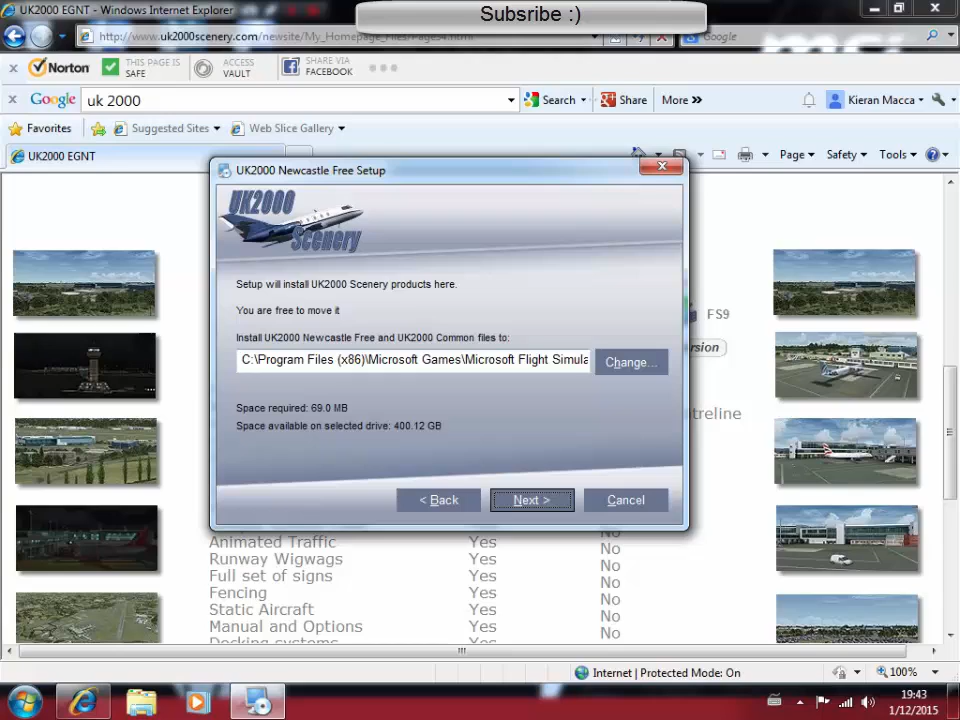 UK2000 EGNT - Windows Internet Explorer
Subsribe :)
http://www.uk2000scenery.com/newsite/My_Homepage_Files/Page54.html
Google
Norton
THIS PAGE IS SAFE
ACCESS VAULT
SHARE VIA FACEBOOK
Google
uk 2000
Search
Share
More »
Kieran Macca
Favorites
Suggested Sites
Web Slice Gallery
UK2000 EGNT
Page
Safety
Tools
UK2000 Newcastle Free Setup
UK2000
Scenery
Setup will install UK2000 Scenery products here.
You are free to move it
FS9
Install UK2000 Newcastle Free and UK2000 Common files to:
rsion
C:\Program Files (x86)\Microsoft Games\Microsoft Flight Simula
Change...
Space required: 69.0 MB
treline
Space available on selected drive: 400.12 GB
< Back
Next >
Cancel
No
Animated Traffic Yes No
Runway Wigwags Yes No
Full set of signs Yes No
Fencing Yes No
Static Aircraft Yes No
Manual and Options Yes No
Docking systems Yes
Internet | Protected Mode: On
100%
19:43
1/12/2015